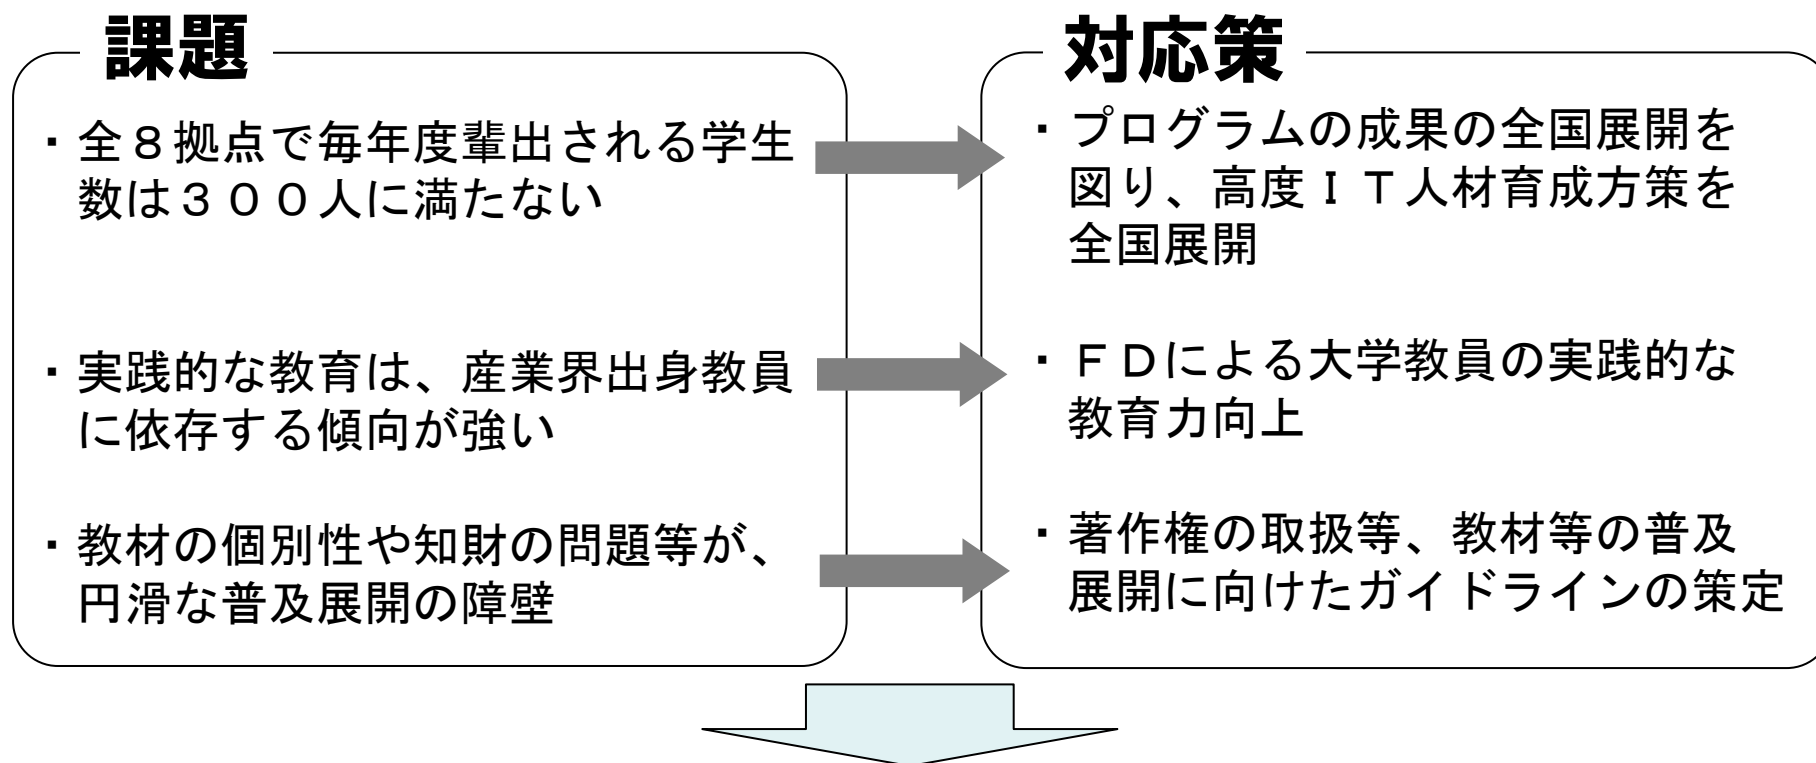 課題
・全８拠点で毎年度輩出される学生
数は３００人に満たない
・実践的な教育は、産業界出身教員
に依存する傾向が強い
・教材の個別性や知財の問題等が、
円滑な普及展開の障壁
対応策
・プログラムの成果の全国展開を
図り、高度ＩＴ人材育成方策を
全国展開
・ＦＤによる大学教員の実践的な
教育力向上
・著作権の取扱等、教材等の普及
展開に向けたガイドラインの策定